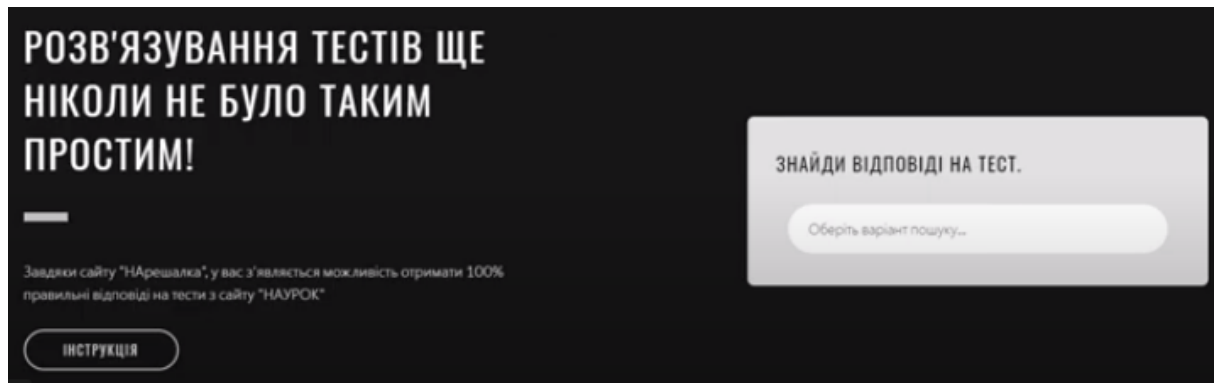 РОЗВ'ЯЗУВАННЯ ТЕСТІВ ЩЕ
НІКОЛИ НЕ БУЛО ТАКИМ
ПРОСТИМ!
Завдяки сайту "НАрешалка", у вас з'являється можливість отримати 100%
правильні відповіді на тести з сайту "НАУРОК"
ІНСТРУКЦІЯ
ЗНАЙДИ ВІДПОВІДІ НА ТЕСТ.
Оберіть варіант пошуку...